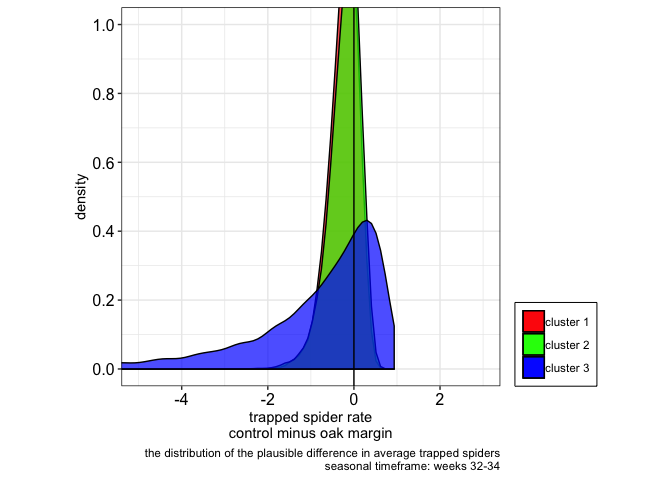 1.0
0.8
0.6
0.4
0.2
0.0
density
-4
-2
0
2
trapped spider rate
control minus oak margin
cluster 1
cluster 2
cluster 3
the distribution of the plausible difference in average trapped spiders
seasonal timeframe: weeks 32-34